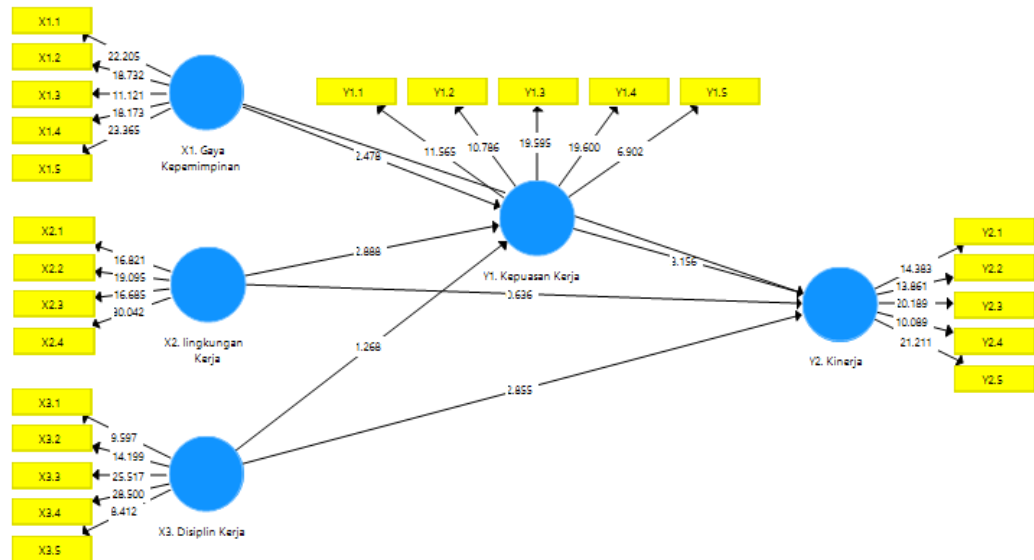 X1.1
22.205
X1.2
18.732
X1.3
11.121
X1.4
18.173
X1.5
23.365
X1. Gaya
Kepemimpinan
Y1.1
Y1.2
Y1.3
Y1.4
Y1.5
11.565
10.786
19.595
19.600
6.902
2.478
Y1. Kepuasan Kerja
3.156
X2.1
16.821
X2.2
19.095
X2.3
16.685
X2.4
30.042
X2. lingkungan
Kerja
2.888
0.636
1.268
2.855
Y2.1
14.383
Y2.2
13.861
Y2.3
20.189
Y2.4
10.089
Y2.5
21.211
Y2. Kinerja
X3.1
9.597
X3.2
14.199
X3.3
25.517
X3.4
28.500
X3.5
8.412
X3. Disiplin Kerja